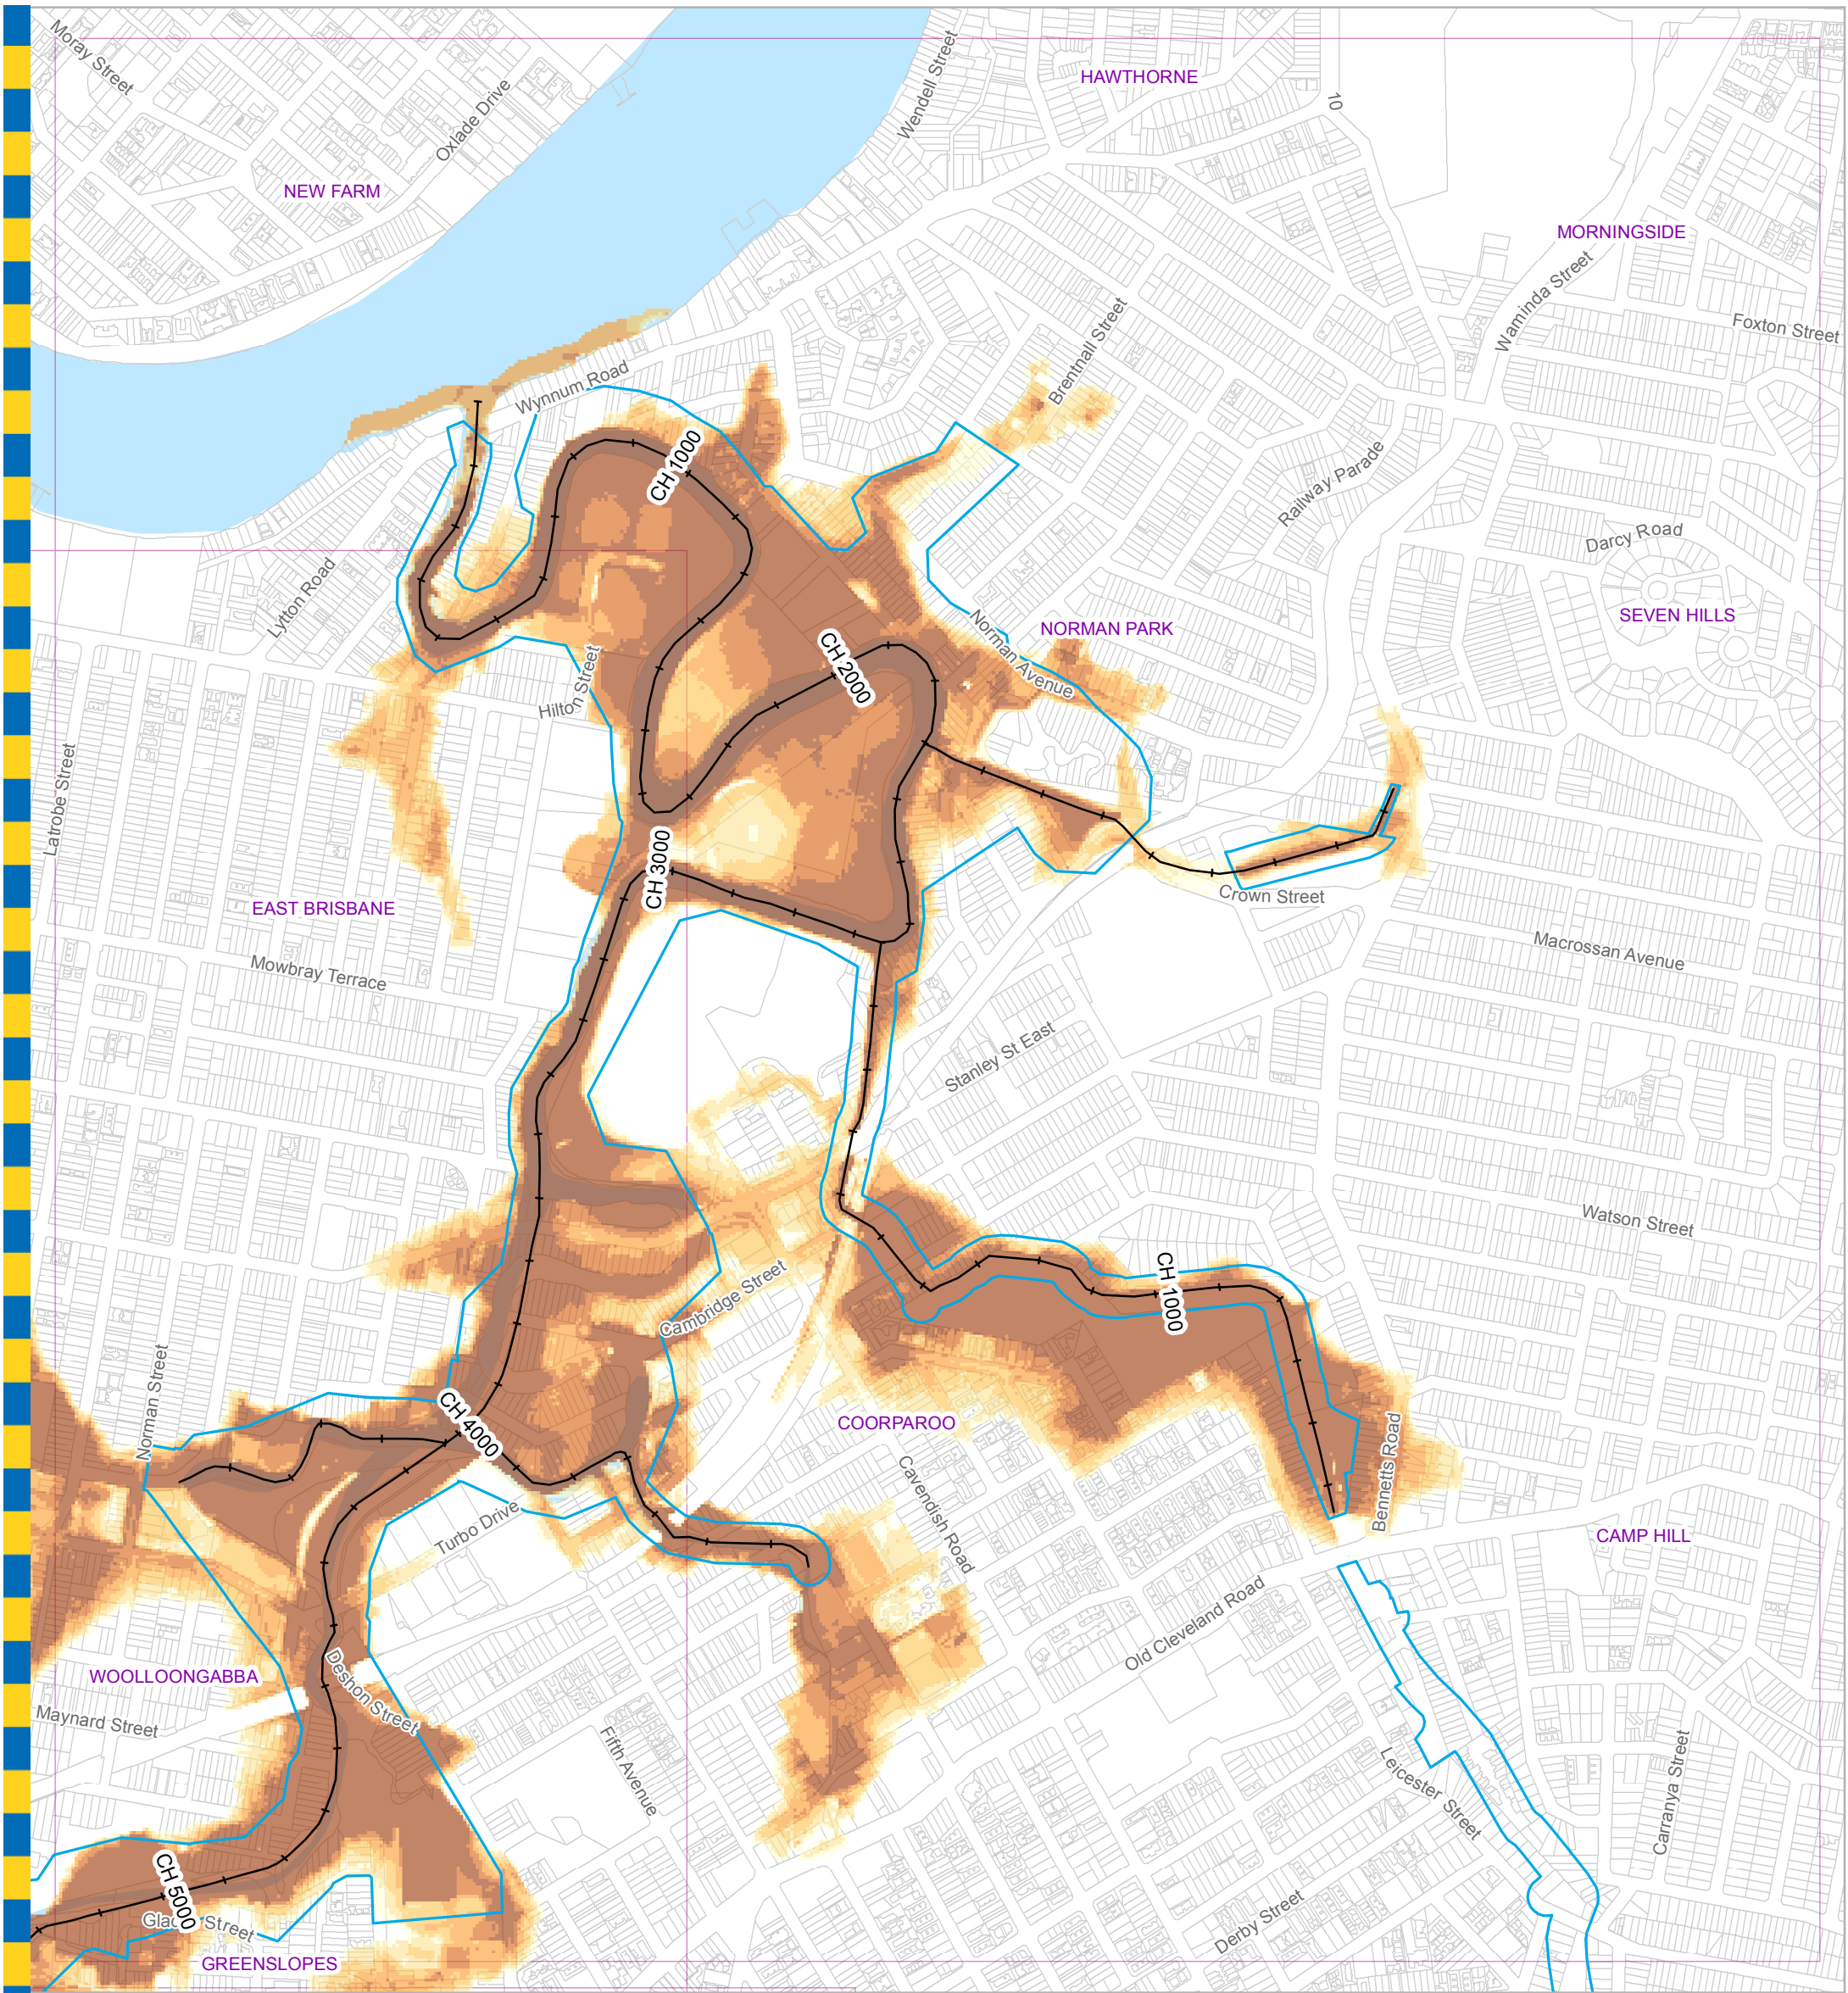 Moray Street
Oxlade Drive
Wendell Street
HAWTHORNE
10
NEW FARM
MORNINGSIDE
Waminda Street
Foxton Street
Brentnall Street
Wynnum Road
CH 1000
Railway Parade
Darcy Road
Lytton Road
SEVEN HILLS
NORMAN PARK
Norman Avenue
CH 2000
Hilton Street
Latrobe Street
CH 3000
Crown Street
EAST BRISBANE
Macrossan Avenue
Mowbray Terrace
Stanley St East
Watson Street
Cambridge Street
CH 1000
Norman Street
CH 4000
COORPAROO
Bennetts Road
Cavendish Road
Turbo Drive
CAMP HILL
Old Cleveland Road
WOOLLOONGABBA
Deshon Street
Maynard Street
Fifth Avenue
Leicester Street
Carranya Street
CH 5000
Street
Derby Street
GREENSLOPES